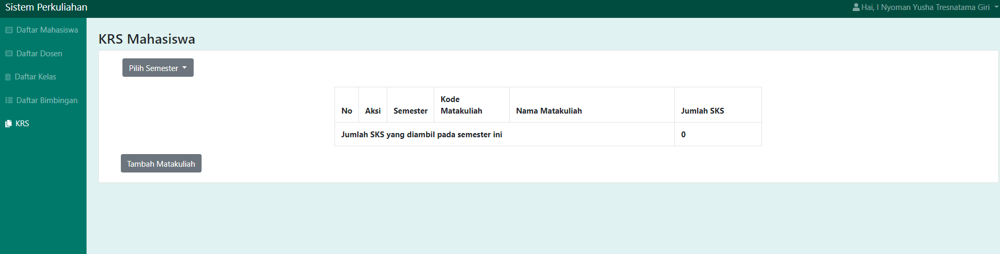 Sistem Perkuliahan
Hai, I Nyoman Yusha Tresnatama Giri
Daftar Mahasiswa
Daftar Dosen
Daftar Kelas
Daftar Bimbingan
KRS
KRS Mahasiswa
Pilih Semester
No Aksi Semester Kode Matakuliah Nama Matakuliah Jumlah SKS
Jumlah SKS yang diambil pada semester ini 0
Tambah Matakuliah